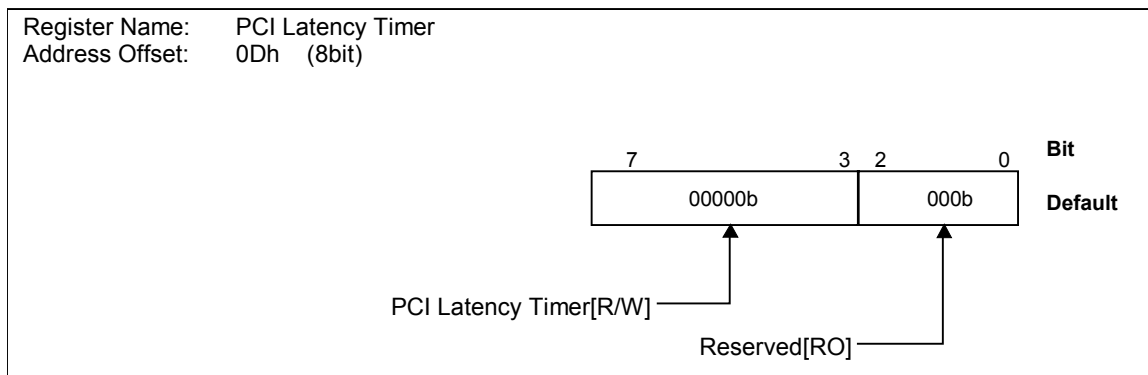 Register Name: PCI Latency Timer
Address Offset: 0Dh (8bit)
7 3 2 0 Bit
00000b 000b Default
PCI Latency Timer[R/W]
Reserved[RO]